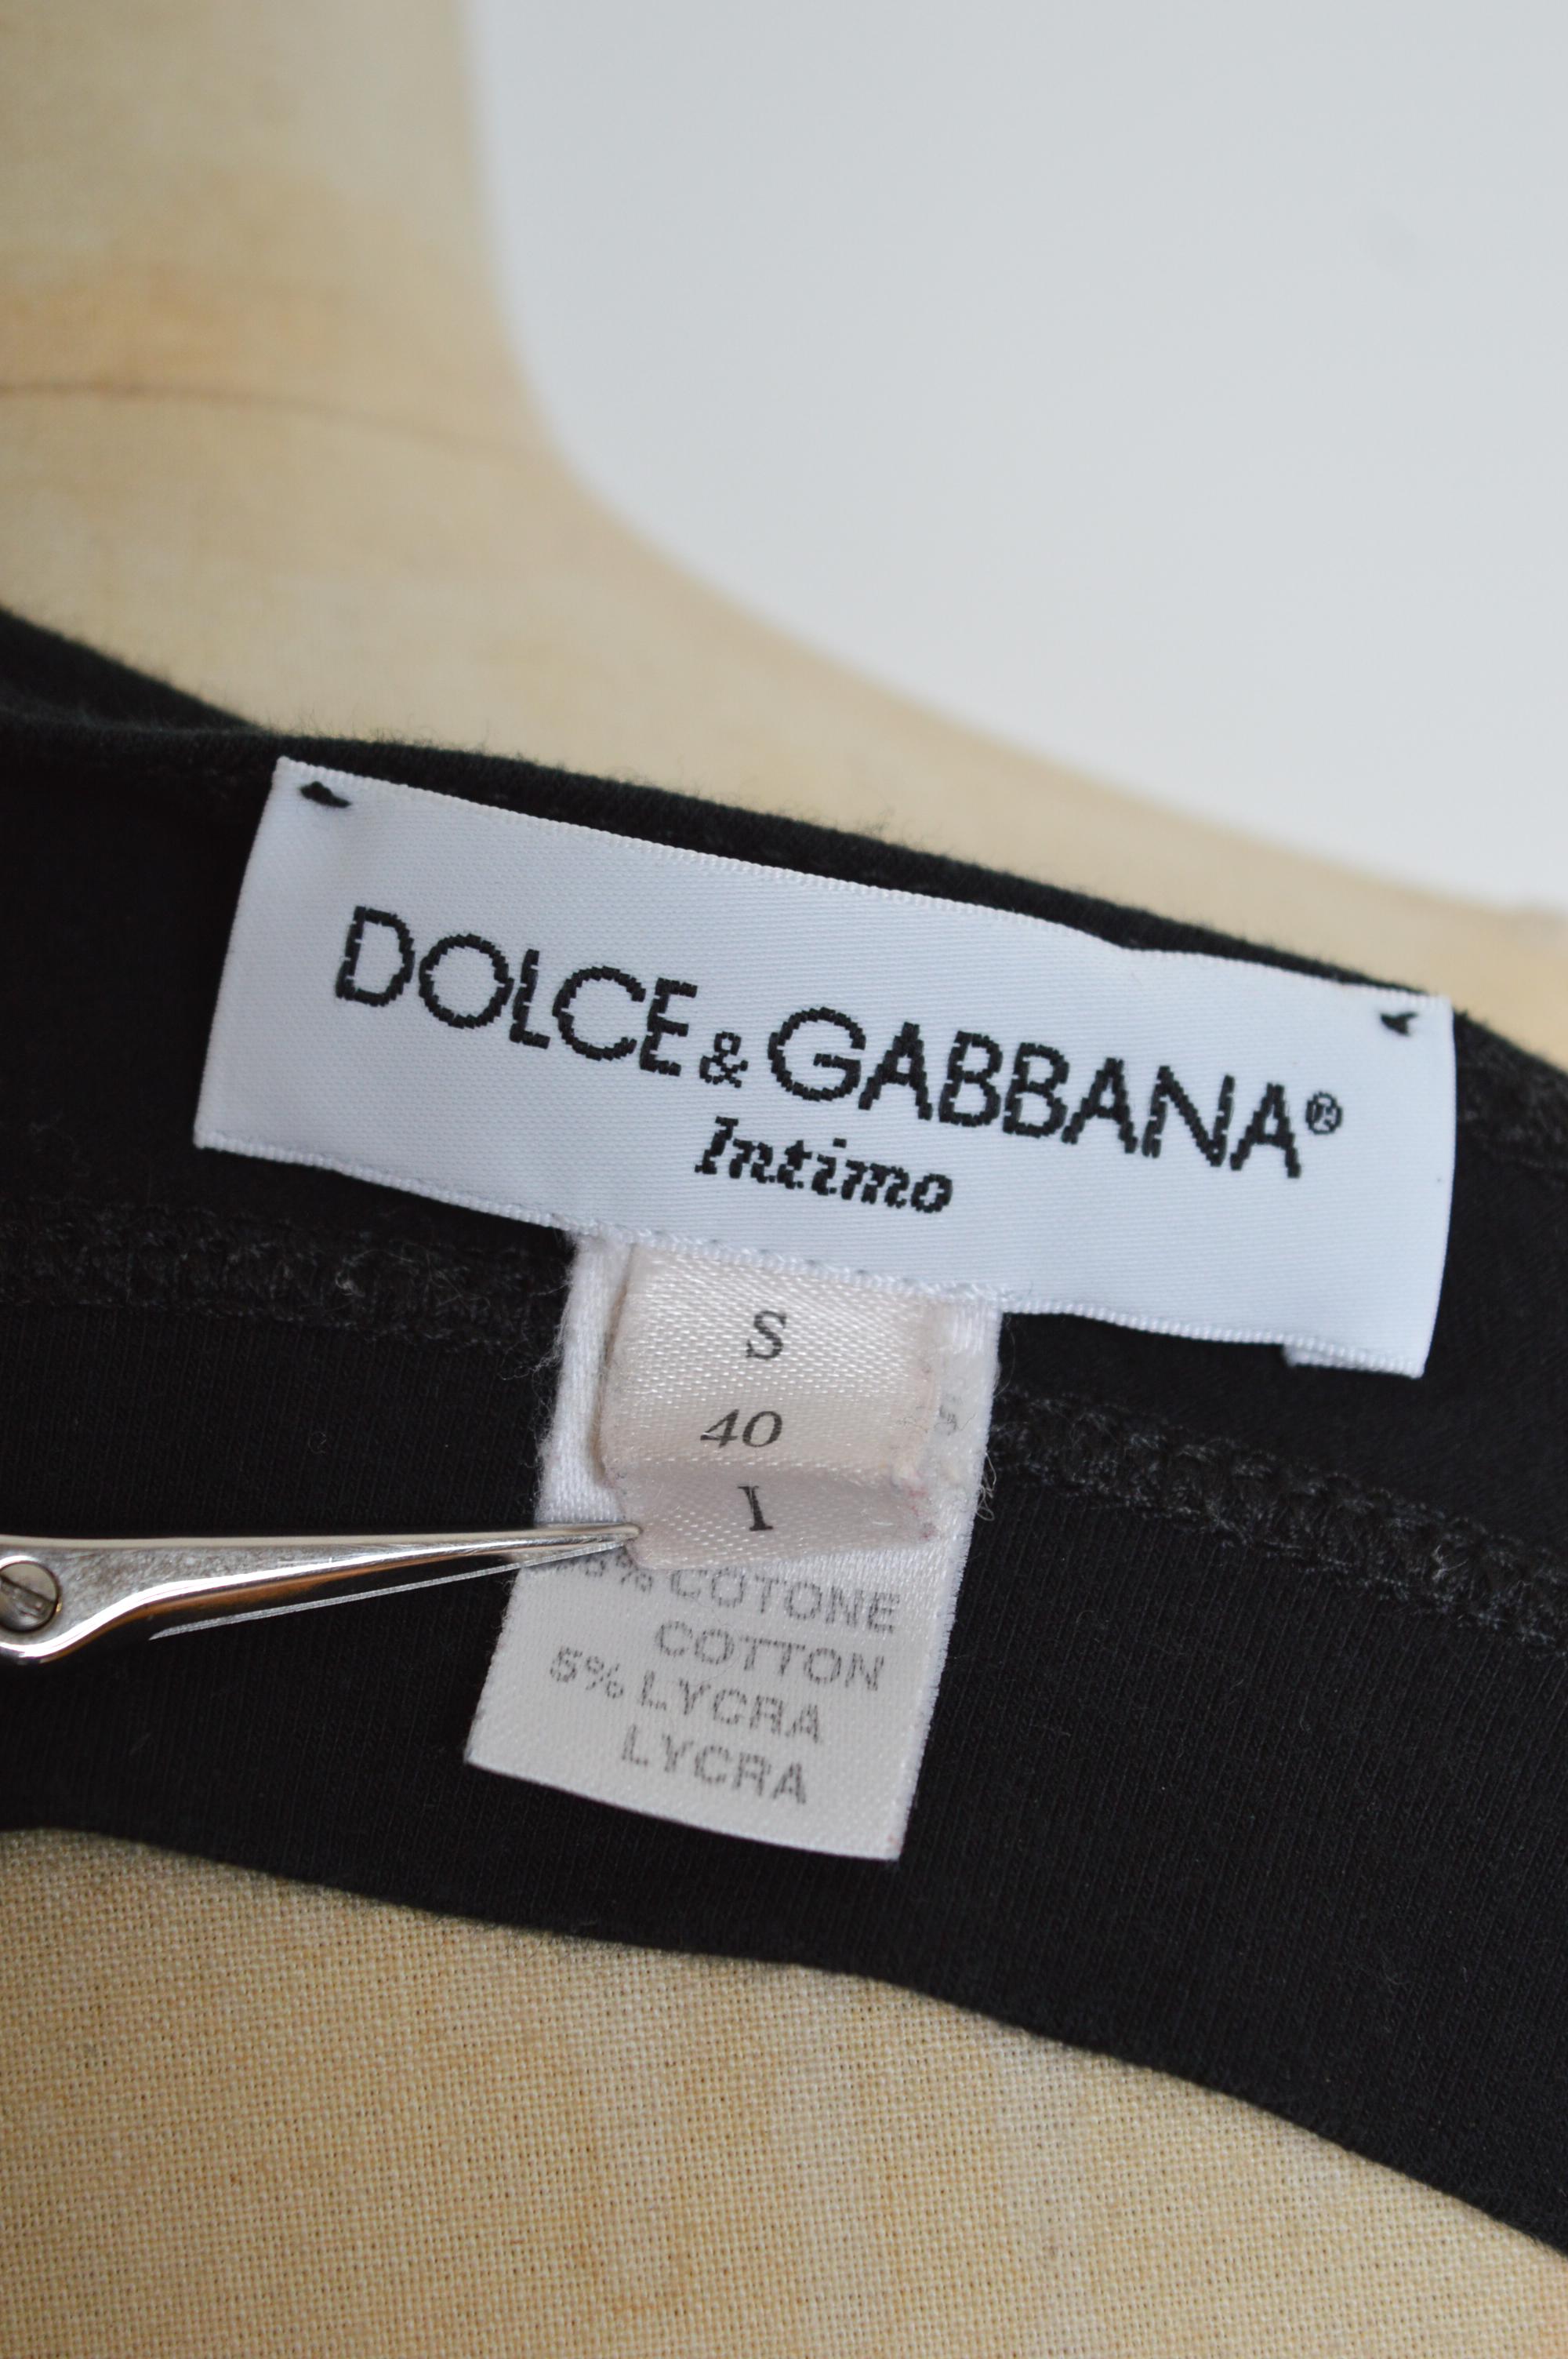 DOLCE & GABBANA®
Intimo
S
40
I
% COTONE
COTTON
5% LYCRA
LYCRA